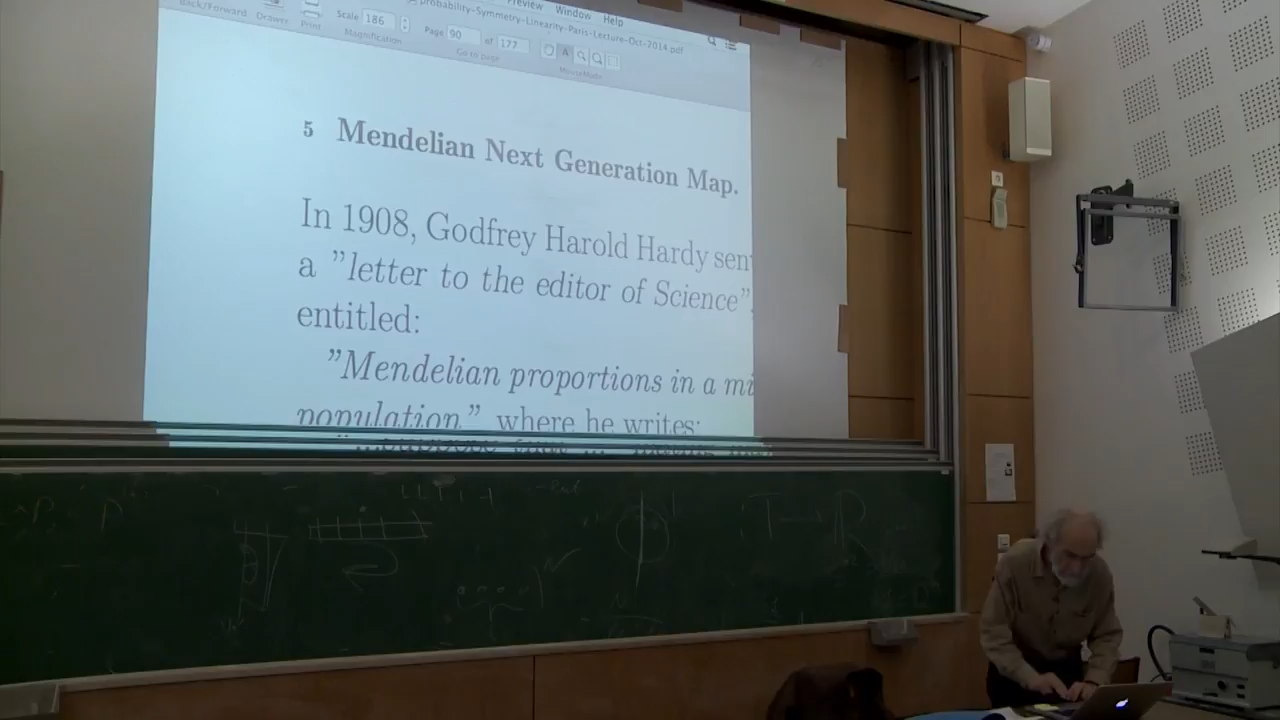 Preview Window Help
probability-Symmetry-Linearity-Paris-Lecture-Oct-2014.pdf
Back/Forward Drawer Print Scale 186 Page 90 of 177
Magnification Go to page MouseMode
5 Mendelian Next Generation Map.
In 1908, Godfrey Harold Hardy sen
a "letter to the editor of Science",
entitled:
"Mendelian proportions in a mi
population" where he writes:
T R